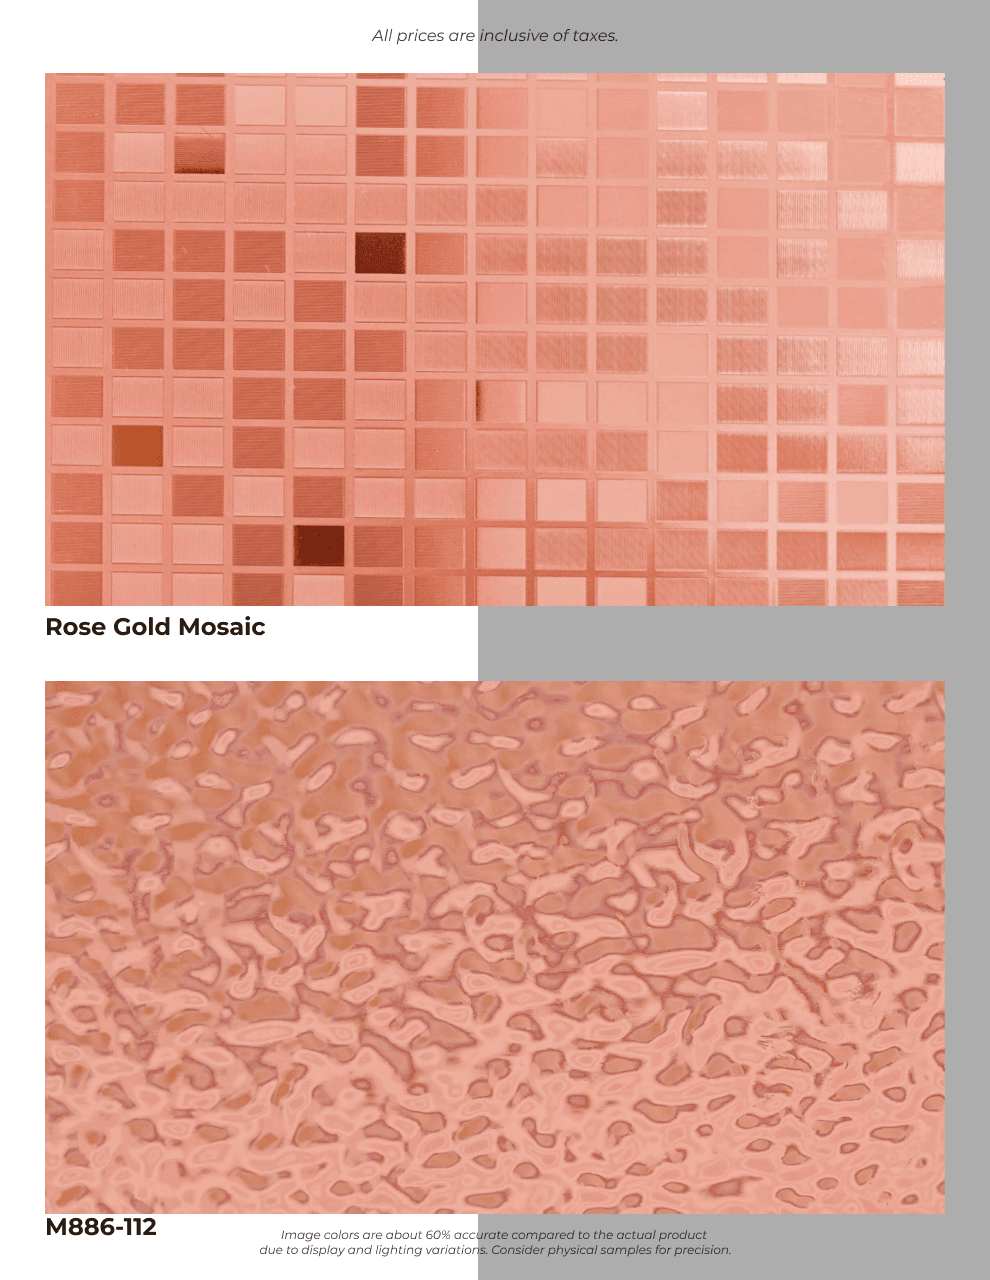 All prices are inclusive of taxes.
Rose Gold Mosaic
M886-112
Image colors are about 60% accurate compared to the actual product
due to display and lighting variations. Consider physical samples for precision.